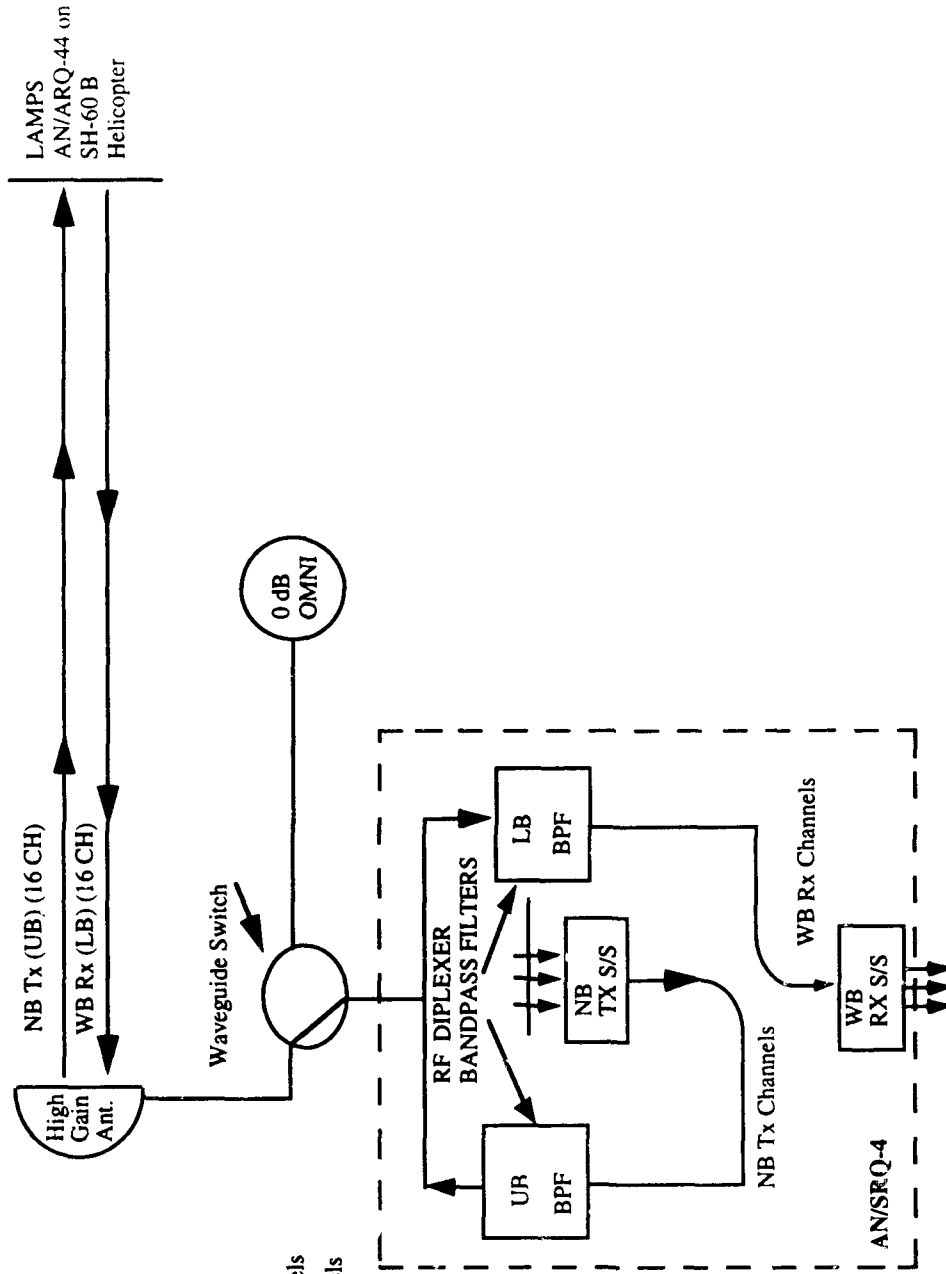 LAMPS
AN/ARQ-44 on
SH-60 B
Helicopter
NB Tx (UB) (16 CH)
WB Rx (LB) (16 CH)
High
Gain
Ant.
Waveguide Switch
0 dB
OMNI
RF DIPLEXER
BANDPASS FILTERS
UB
BPF
LB
BPF
NB
TX S/S
NB Tx Channels
WB Rx Channels
WB
RX S/S
AN/SRQ-4
els
ls